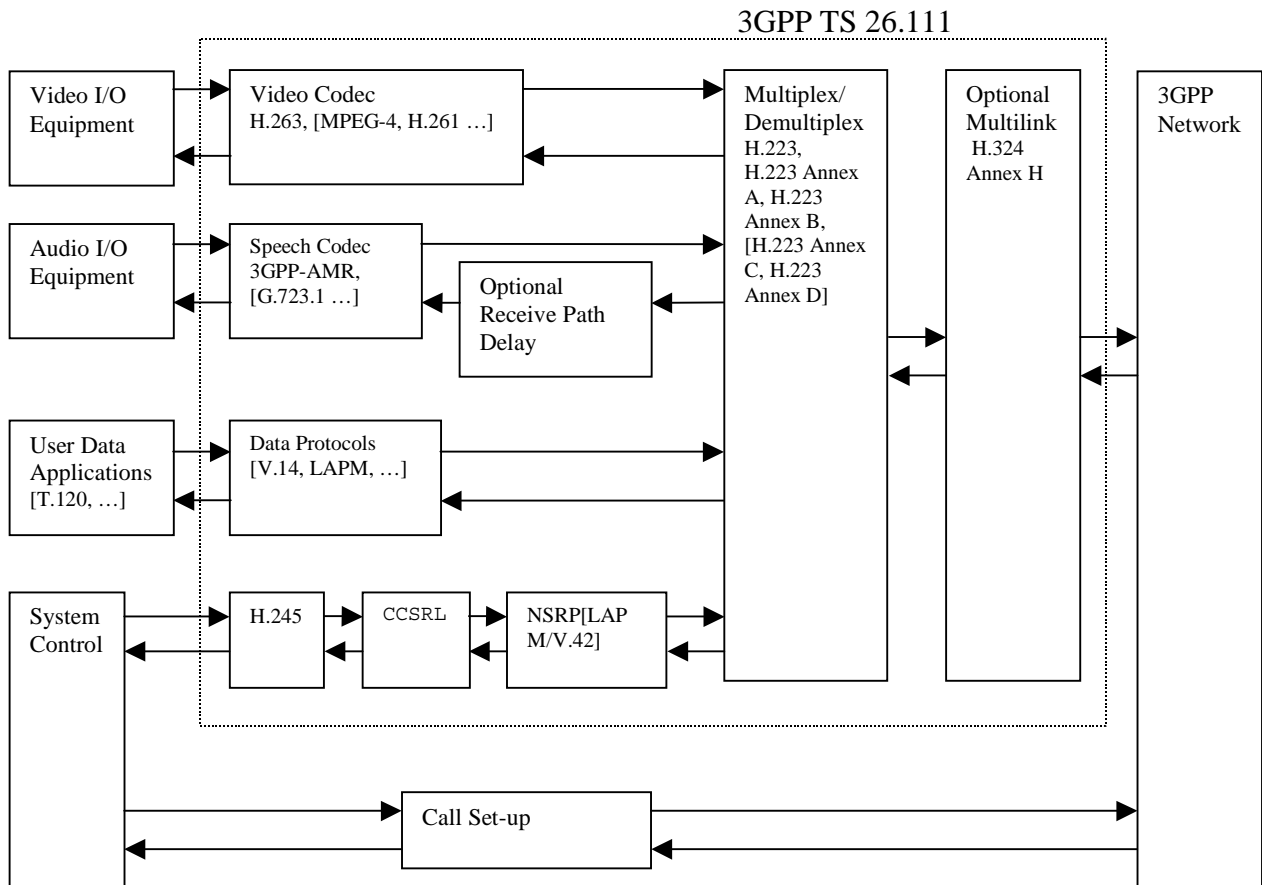 3GPP TS 26.111
Video I/O
Equipment
Video Codec
H.263, [MPEG-4, H.261 …]
Multiplex/
Demultiplex
H.223,
H.223 Annex
A, H.223
Annex B,
[H.223 Annex
C, H.223
Annex D]
Optional
Multilink
H.324
Annex H
3GPP
Network
Audio I/O
Equipment
Speech Codec
3GPP-AMR,
[G.723.1 …]
Optional
Receive Path
Delay
User Data
Applications
[T.120, …]
Data Protocols
[V.14, LAPM, …]
System
Control
H.245
CCSRL
NSRP[LAP
M/V.42]
Call Set-up